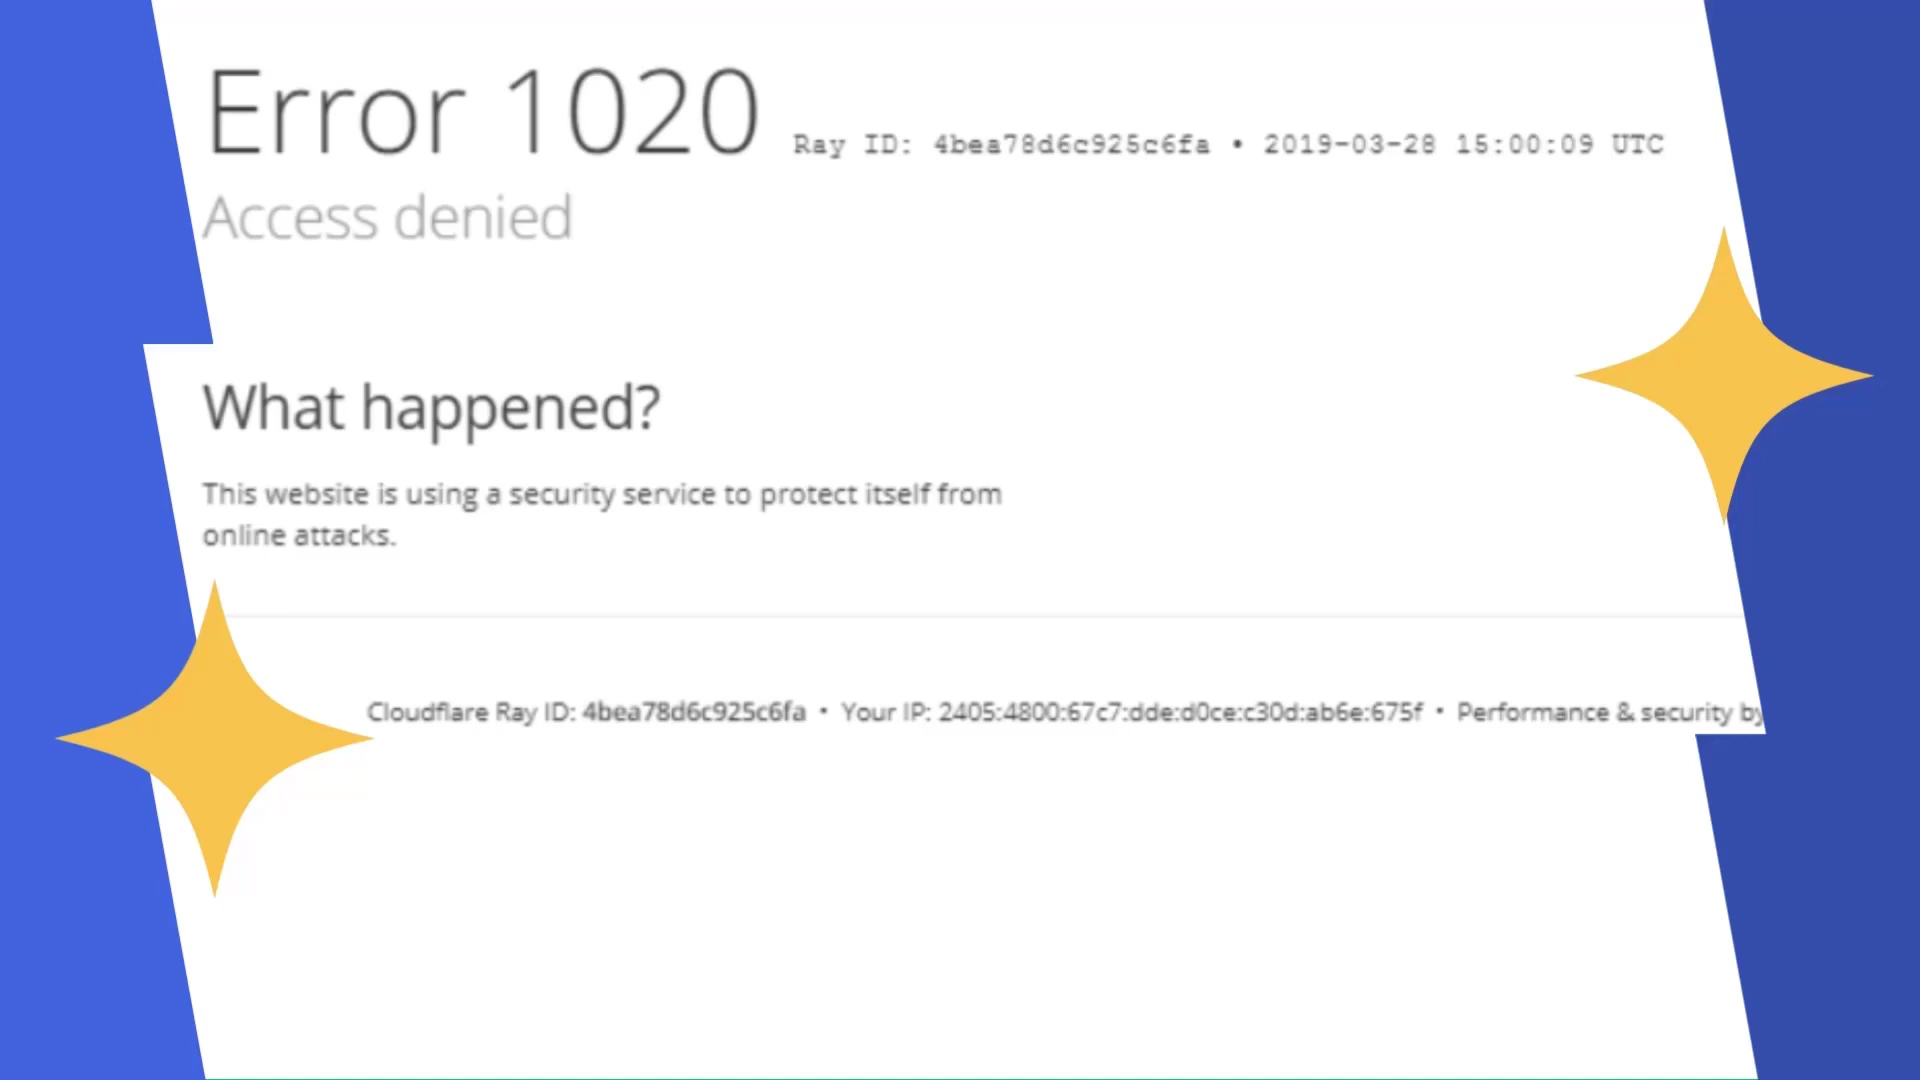 Error 1020 Ray ID: 4bea78d6c925c6fa • 2019-03-28 15:00:09 UTC
Access denied
What happened?
This website is using a security service to protect itself from
online attacks.
Cloudflare Ray ID: 4bea78d6c925c6fa • Your IP: 2405:4800:67c7:dde:d0ce:c30d:ab6e:675f • Performance & security by